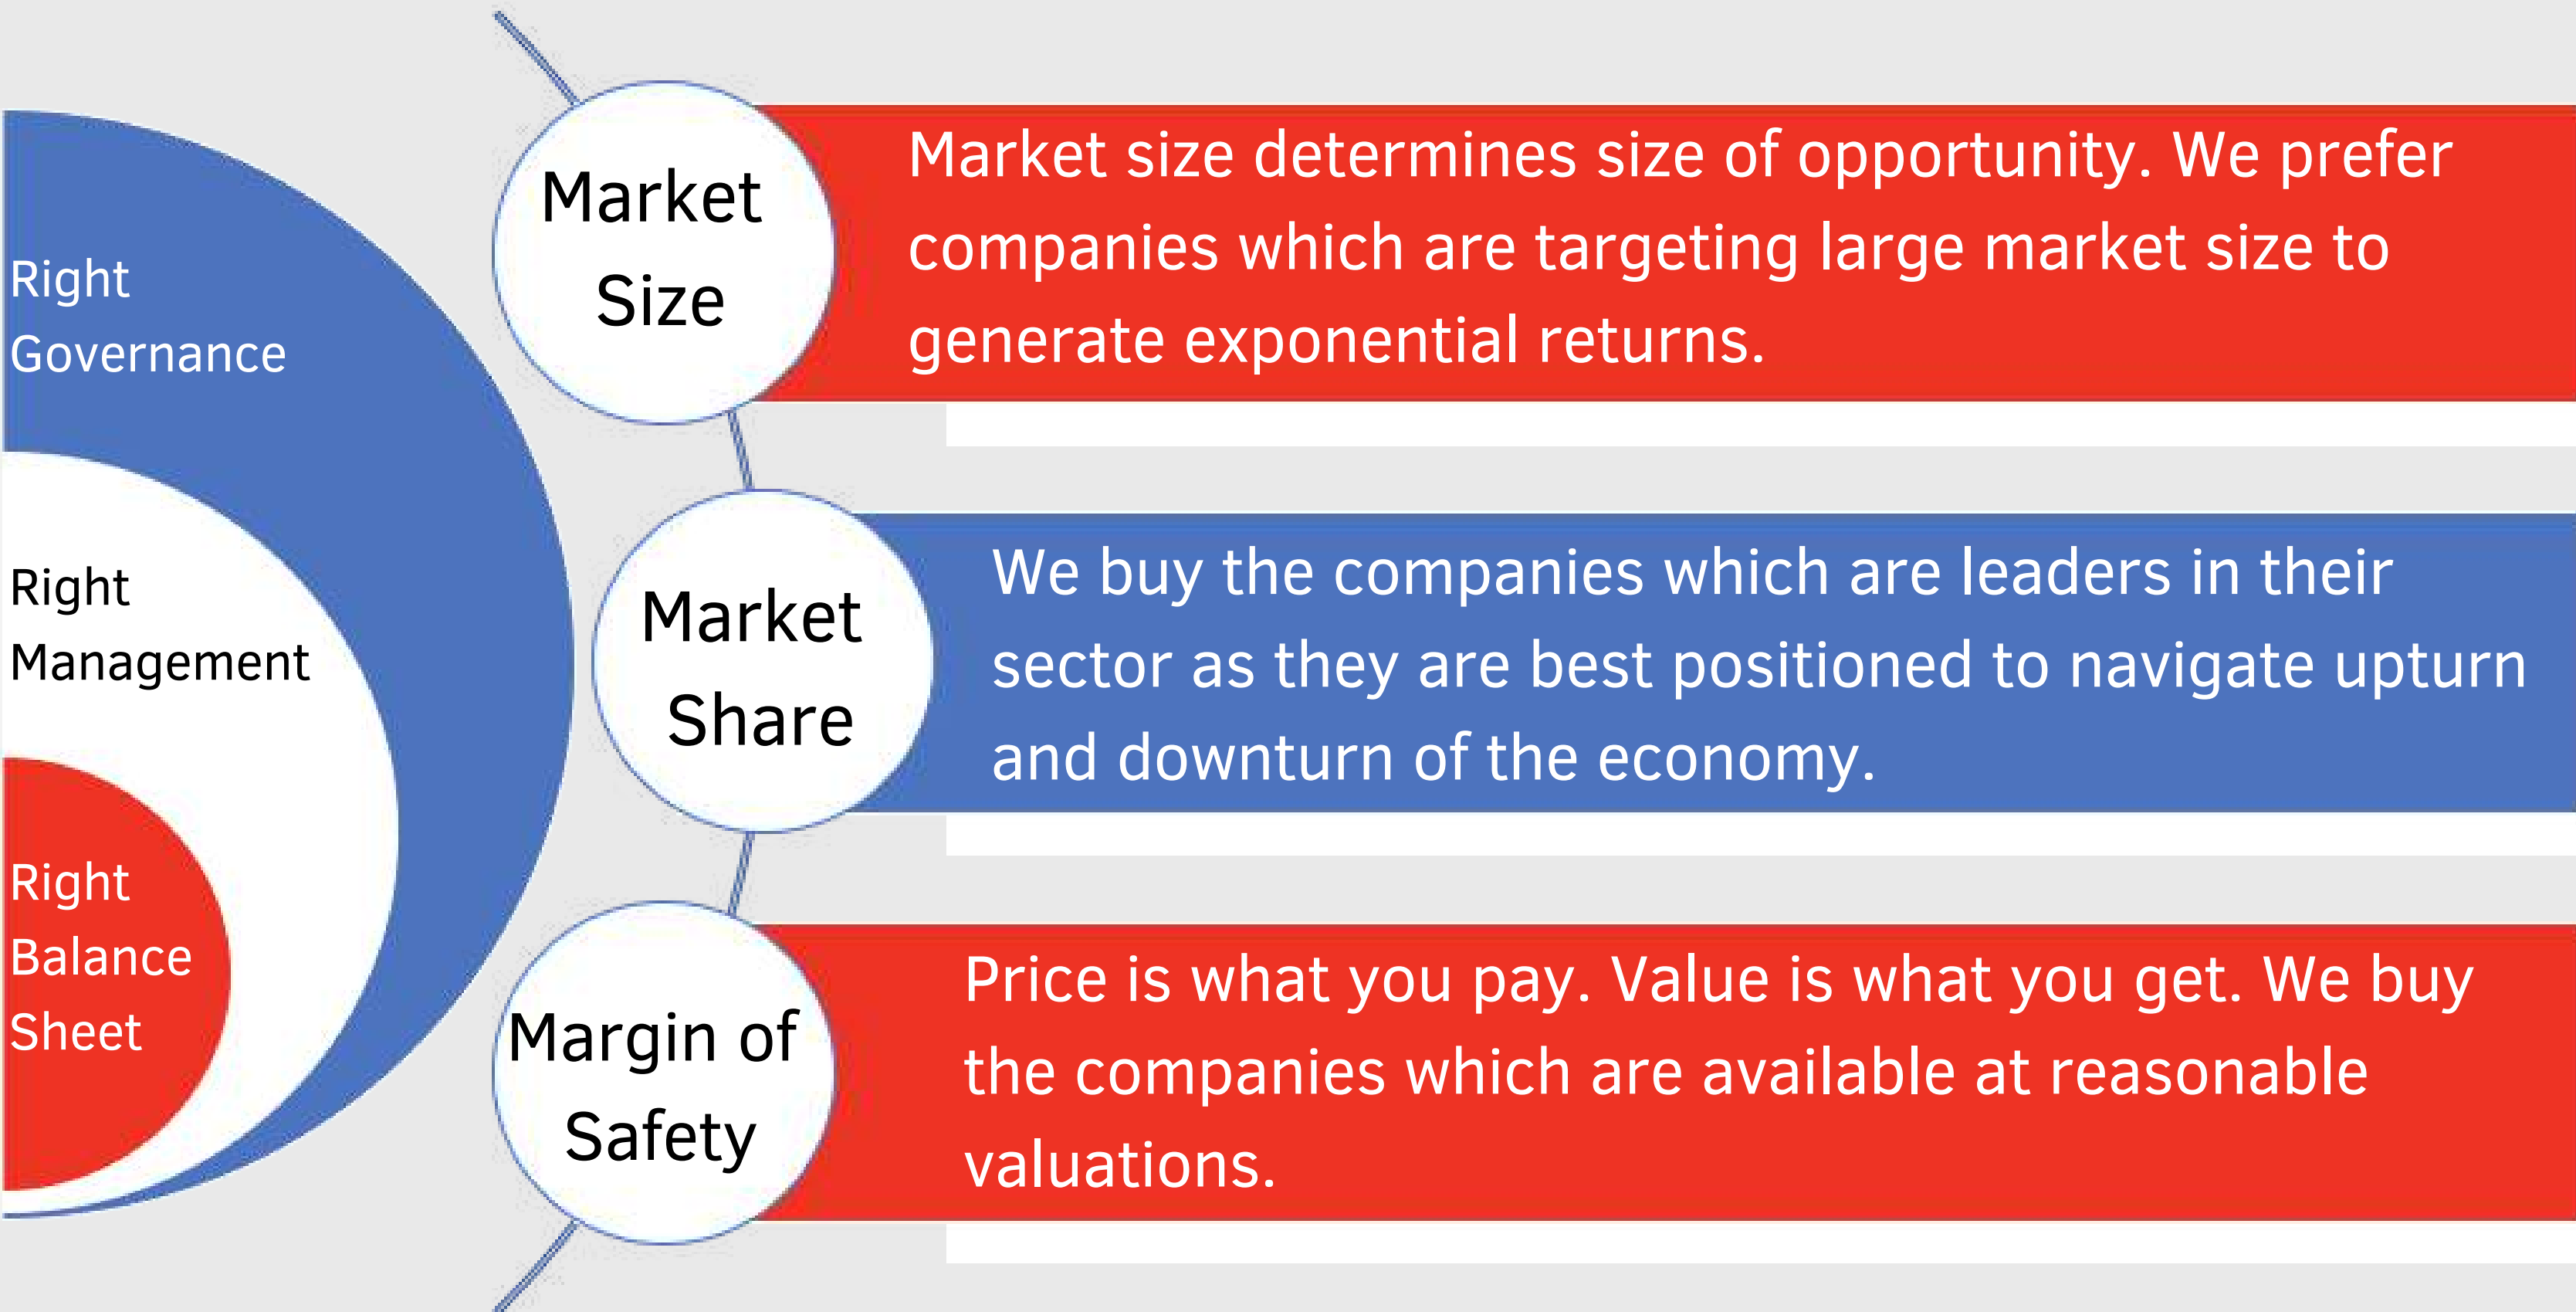 Right
Governance
Right
Management
Right
Balance
Sheet
Market
Size
Market size determines size of opportunity. We prefer
companies which are targeting large market size to
generate exponential returns.
Market
Share
We buy the companies which are leaders in their
sector as they are best positioned to navigate upturn
and downturn of the economy.
Margin of
Safety
Price is what you pay. Value is what you get. We buy
the companies which are available at reasonable
valuations.